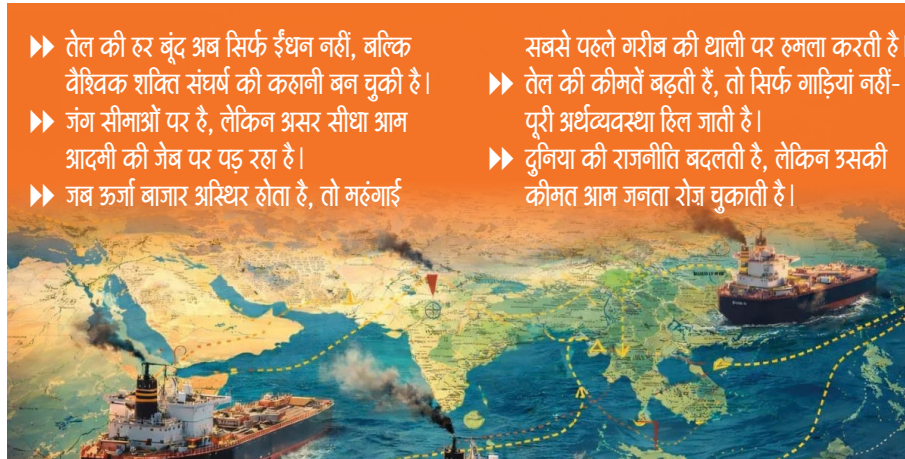 ▶▶ तेल की हर बूंद अब सिर्फ ईंधन नहीं, बल्कि
वैश्विक शक्ति संघर्ष की कहानी बन चुकी है।
▶▶ जंग सीमाओं पर है, लेकिन असर सीधा आम
आदमी की जेब पर पड़ रहा है।
▶▶ जब ऊर्जा बाजार अस्थिर होता है, तो महंगाई
सबसे पहले गरीब की थाली पर हमला करती है।
▶▶ तेल की कीमतें बढ़ती हैं, तो सिर्फ गाड़ियां नहीं-
पूरी अर्थव्यवस्था हिल जाती है।
▶▶ दुनिया की राजनीति बदलती है, लेकिन उसकी
कीमत आम जनता रोज चुकाती है।